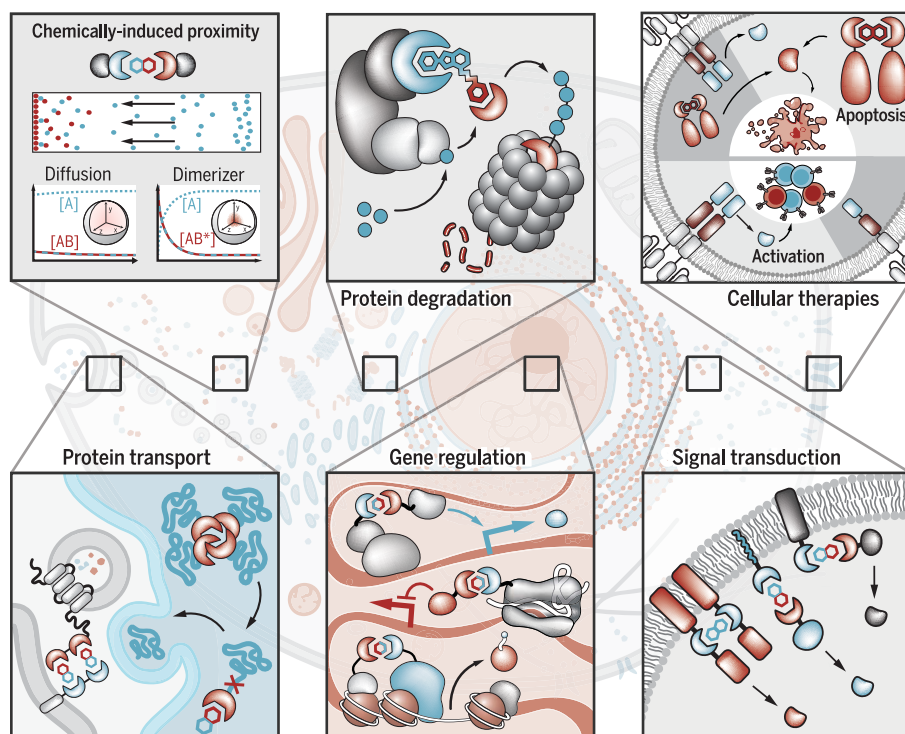 Chemically-induced proximity
Diffusion
Dimerizer
[A]
[AB]
y
x
z
[A]
[AB*]
y
x
z
Protein degradation
Apoptosis
Activation
Cellular therapies
Protein transport
Gene regulation
Signal transduction